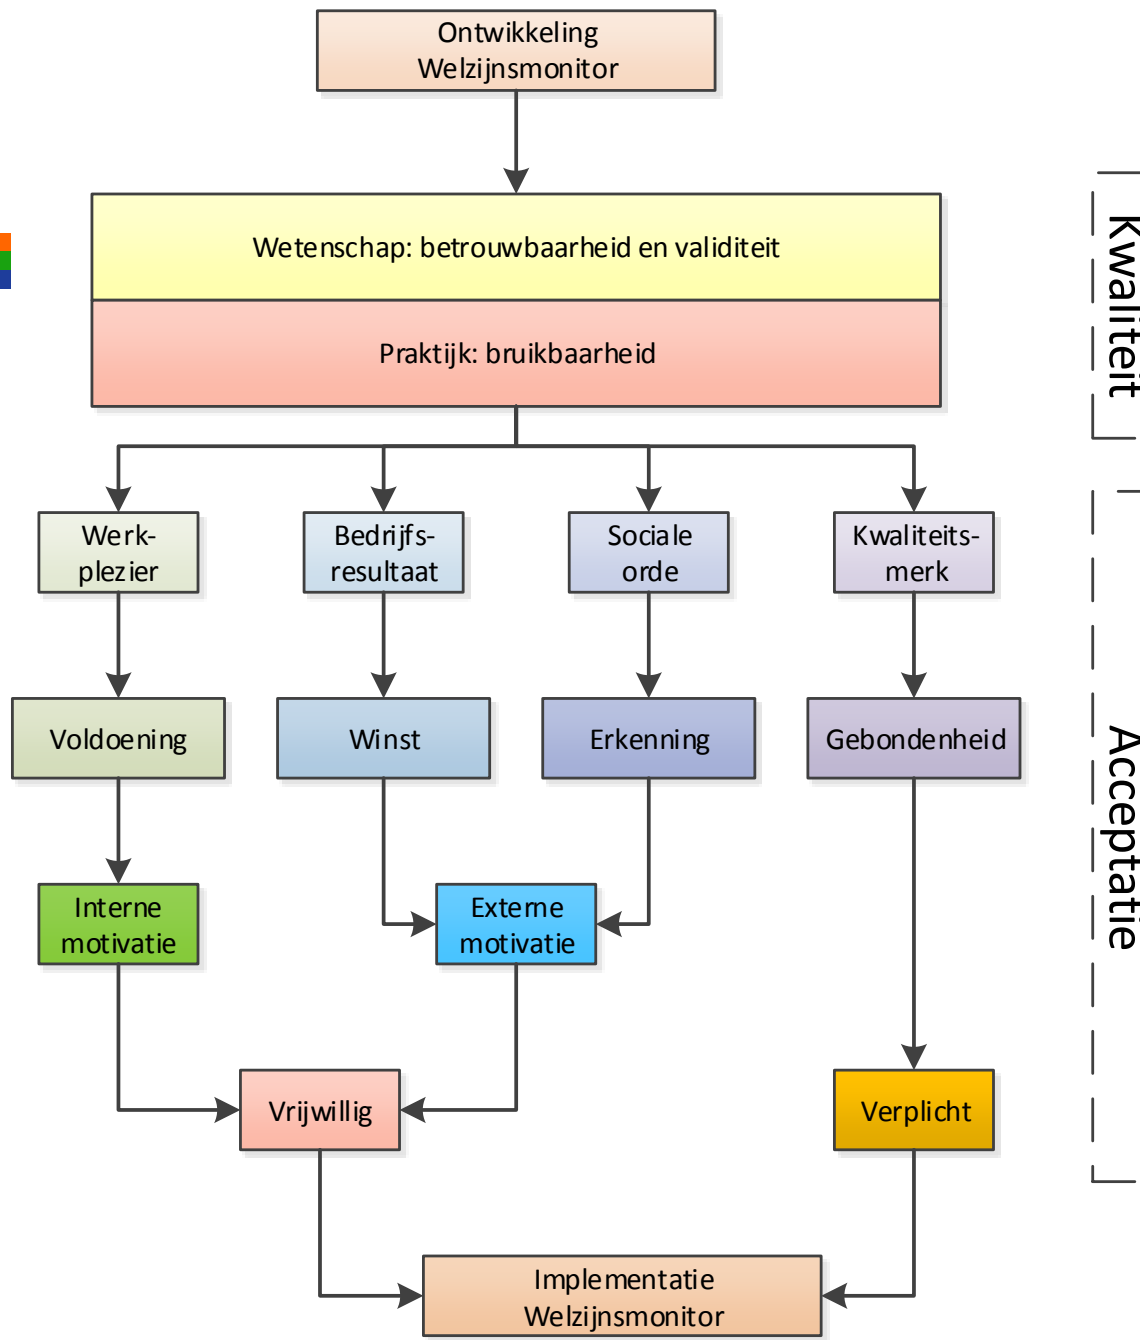 Ontwikkeling
Welzijnsmonitor
Wetenschap: betrouwbaarheid en validiteit
Praktijk: bruikbaarheid
Kwaliteit
Werk-
plezier
Bedrijfs-
resultaat
Sociale
orde
Kwaliteits-
merk
Voldoening
Winst
Erkenning
Gebondenheid
Acceptatie
Interne
motivatie
Externe
motivatie
Vrijwillig
Verplicht
Implementatie
Welzijnsmonitor